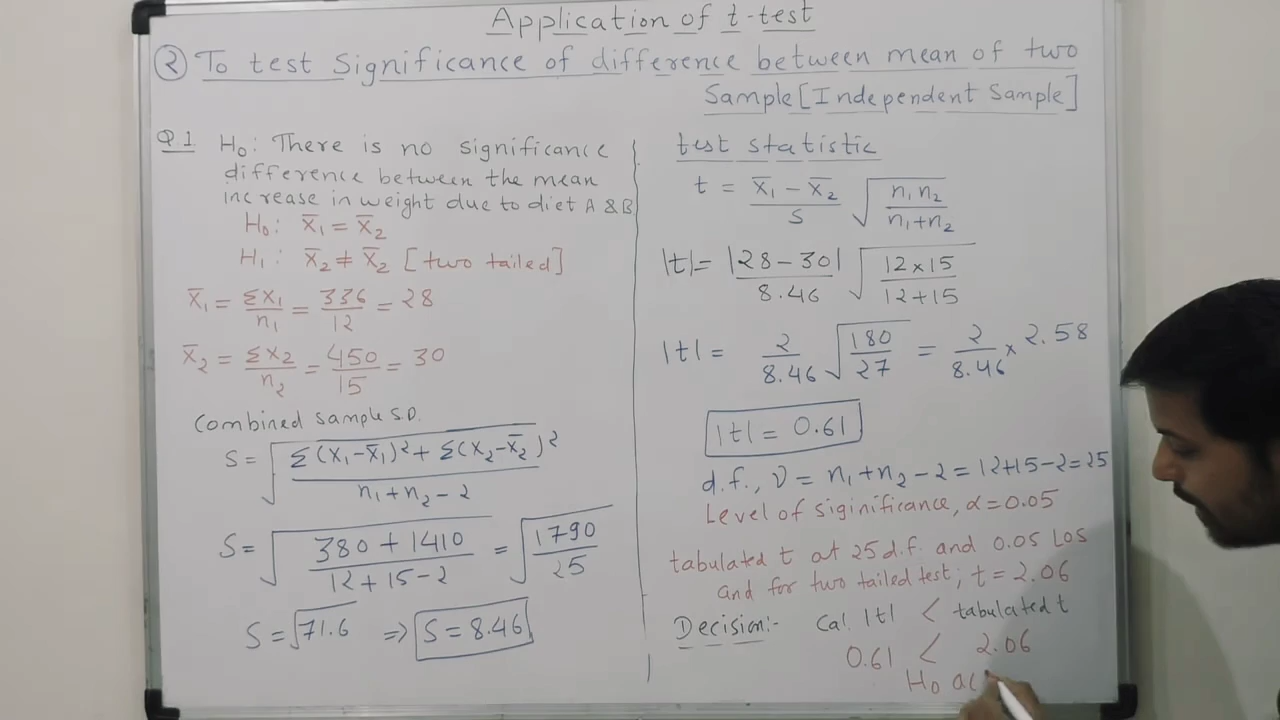 Application of t-test
② To test Significance of difference between mean of two
Sample [Independent Sample]
Q1 H₀: There is no significance
difference between the mean
increase in weight due to diet A & B
H₀: X̄₁ = X̄₂
H₁: X̄₂ ≠ X̄₂ [two tailed]
X̄₁ = ΣX₁/n₁ = 336/12 = 28
X̄₂ = ΣX₂/n₂ = 450/15 = 30
Combined sample S.D.
S = √(Σ(X₁-X̄₁)² + Σ(X₂-X̄₂)² / n₁+n₂-2)
S = √(380+1410 / 12+15-2) = √(1790/25)
S = √71.6 ⇒ S = 8.46
test statistic
t = X̄₁ - X̄₂ / S √(n₁n₂ / n₁+n₂)
|t| = |28-30| / 8.46 √(12×15 / 12+15)
|t| = 2/8.46 √(180/27) = 2/8.46 × 2.58
|t| = 0.61
d.f., ν = n₁+n₂-2 = 12+15-2 = 25
Level of siginificance, α = 0.05
tabulated t at 25 d.f. and 0.05 LOS
and for two tailed test; t = 2.06
Decision:- Cal. |t| < tabulated t
0.61 < 2.06
H₀ ac